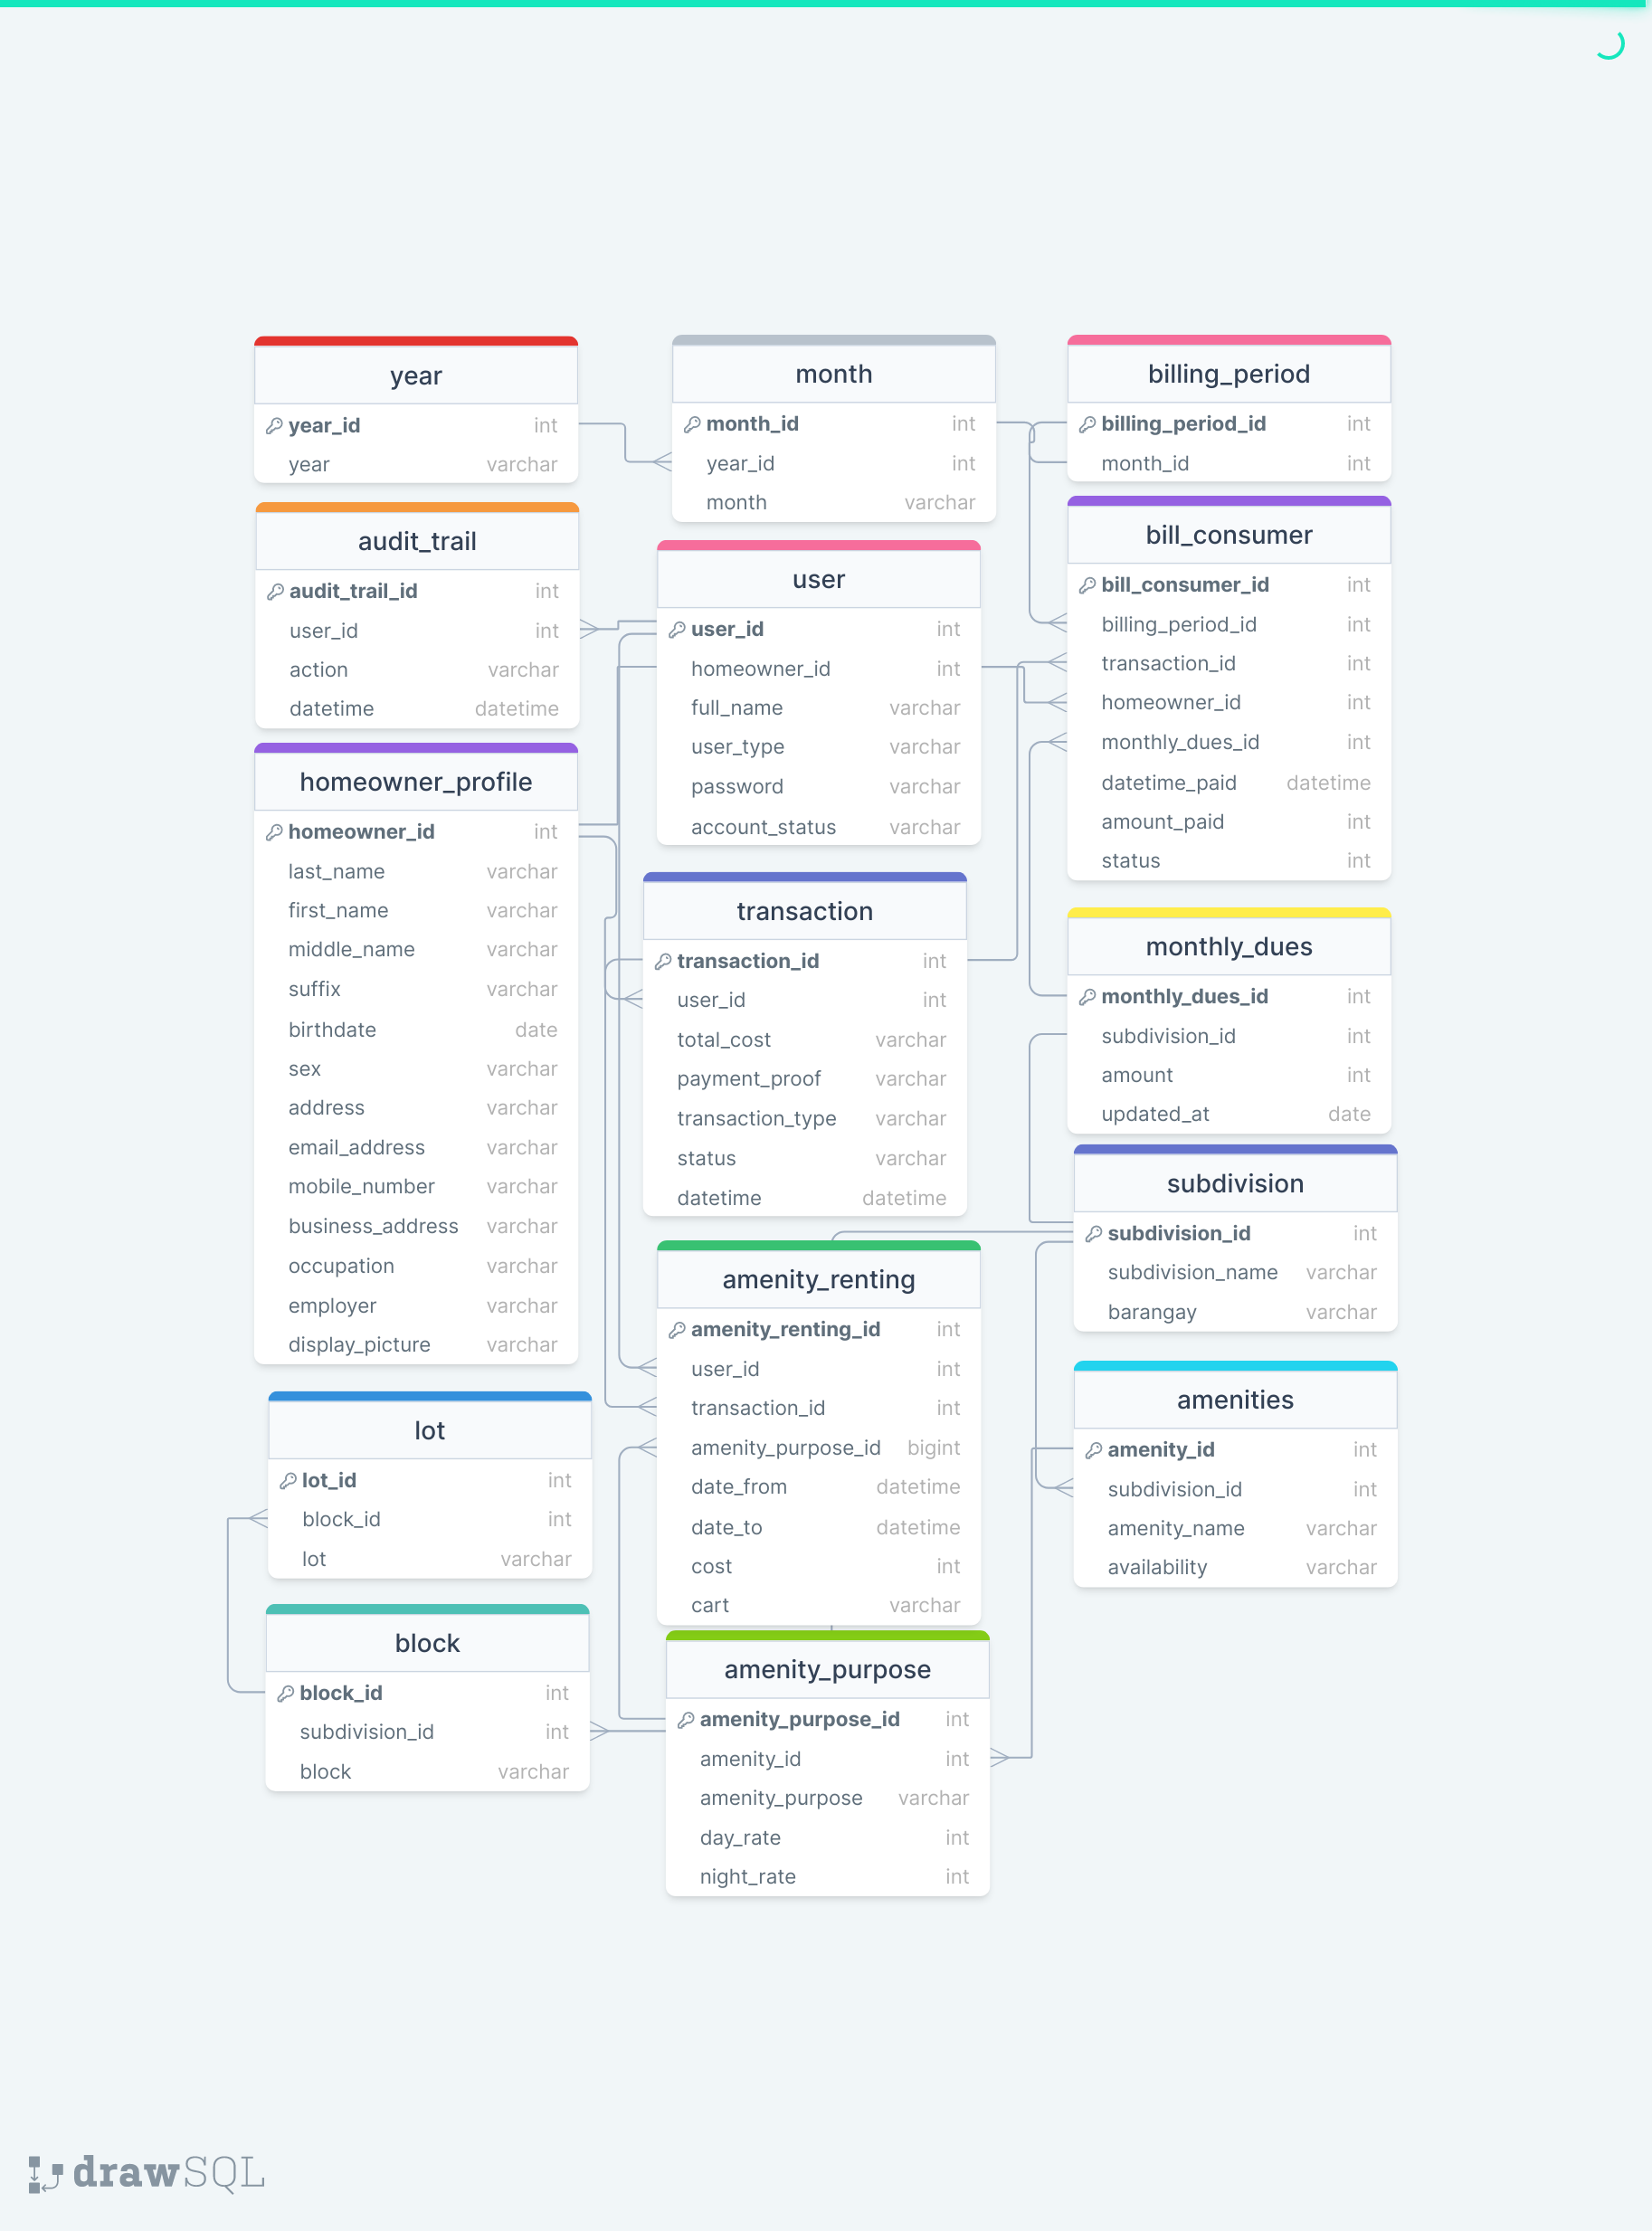 year
year_id int
year varchar
month
month_id int
year_id int
month varchar
billing_period
billing_period_id int
month_id int
audit_trail
audit_trail_id int
user_id int
action varchar
datetime datetime
user
user_id int
homeowner_id int
full_name varchar
user_type varchar
password varchar
account_status varchar
bill_consumer
bill_consumer_id int
billing_period_id int
transaction_id int
homeowner_id int
monthly_dues_id int
datetime_paid datetime
amount_paid int
status int
homeowner_profile
homeowner_id int
last_name varchar
first_name varchar
middle_name varchar
suffix varchar
birthdate date
sex varchar
address varchar
email_address varchar
mobile_number varchar
business_address varchar
occupation varchar
employer varchar
display_picture varchar
transaction
transaction_id int
user_id int
total_cost varchar
payment_proof varchar
transaction_type varchar
status varchar
datetime datetime
monthly_dues
monthly_dues_id int
subdivision_id int
amount int
updated_at date
subdivision
subdivision_id int
subdivision_name varchar
barangay varchar
amenity_renting
amenity_renting_id int
user_id int
transaction_id int
amenity_purpose_id bigint
date_from datetime
date_to datetime
cost int
cart varchar
amenities
amenity_id int
subdivision_id int
amenity_name varchar
availability varchar
lot
lot_id int
block_id int
lot varchar
block
block_id int
subdivision_id int
block varchar
amenity_purpose
amenity_purpose_id int
amenity_id int
amenity_purpose varchar
day_rate int
night_rate int
drawSQL